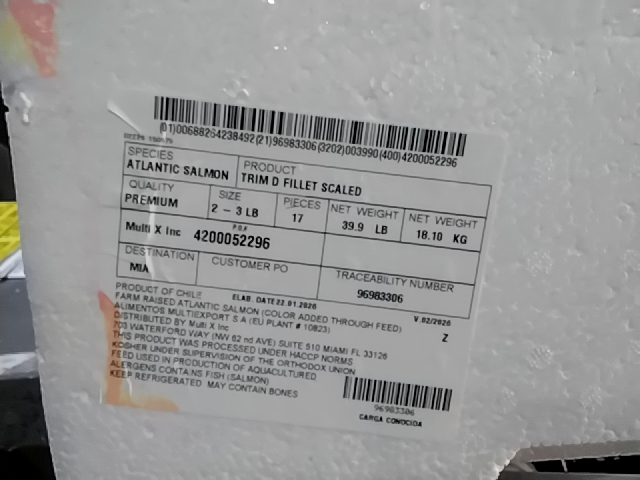 (01)00688264238492(21)96983306(3202)003990(400)4200052296
SPECIES
ATLANTIC SALMON
PRODUCT
TRIM D FILLET SCALED
QUALITY
PREMIUM
SIZE
2 - 3 LB
PIECES
17
NET WEIGHT
39.9 LB
NET WEIGHT
18.10 KG
Multi X Inc
P.O.#
4200052296
DESTINATION
MIA
CUSTOMER PO
TRACEABILITY NUMBER
96983306
PRODUCT OF CHILE ELAB. DATE 22.01.2026 V.02/2026
FARM RAISED ATLANTIC SALMON (COLOR ADDED THROUGH FEED) Z
ALIMENTOS MULTIEXPORT S A (EU PLANT # 10823)
DISTRIBUTED BY Multi X Inc
703 WATERFORD WAY (NW 62 nd AVE) SUITE 510 MIAMI FL 33126
THIS PRODUCT WAS PROCESSED UNDER HACCP NORMS
KOSHER UNDER SUPERVISION OF THE ORTHODOX UNION
FEED USED IN PRODUCTION OF AQUACULTURED
ALERGENS CONTAINS FISH (SALMON)
KEEP REFRIGERATED MAY CONTAIN BONES
96983306
CARGA CONOCIDA